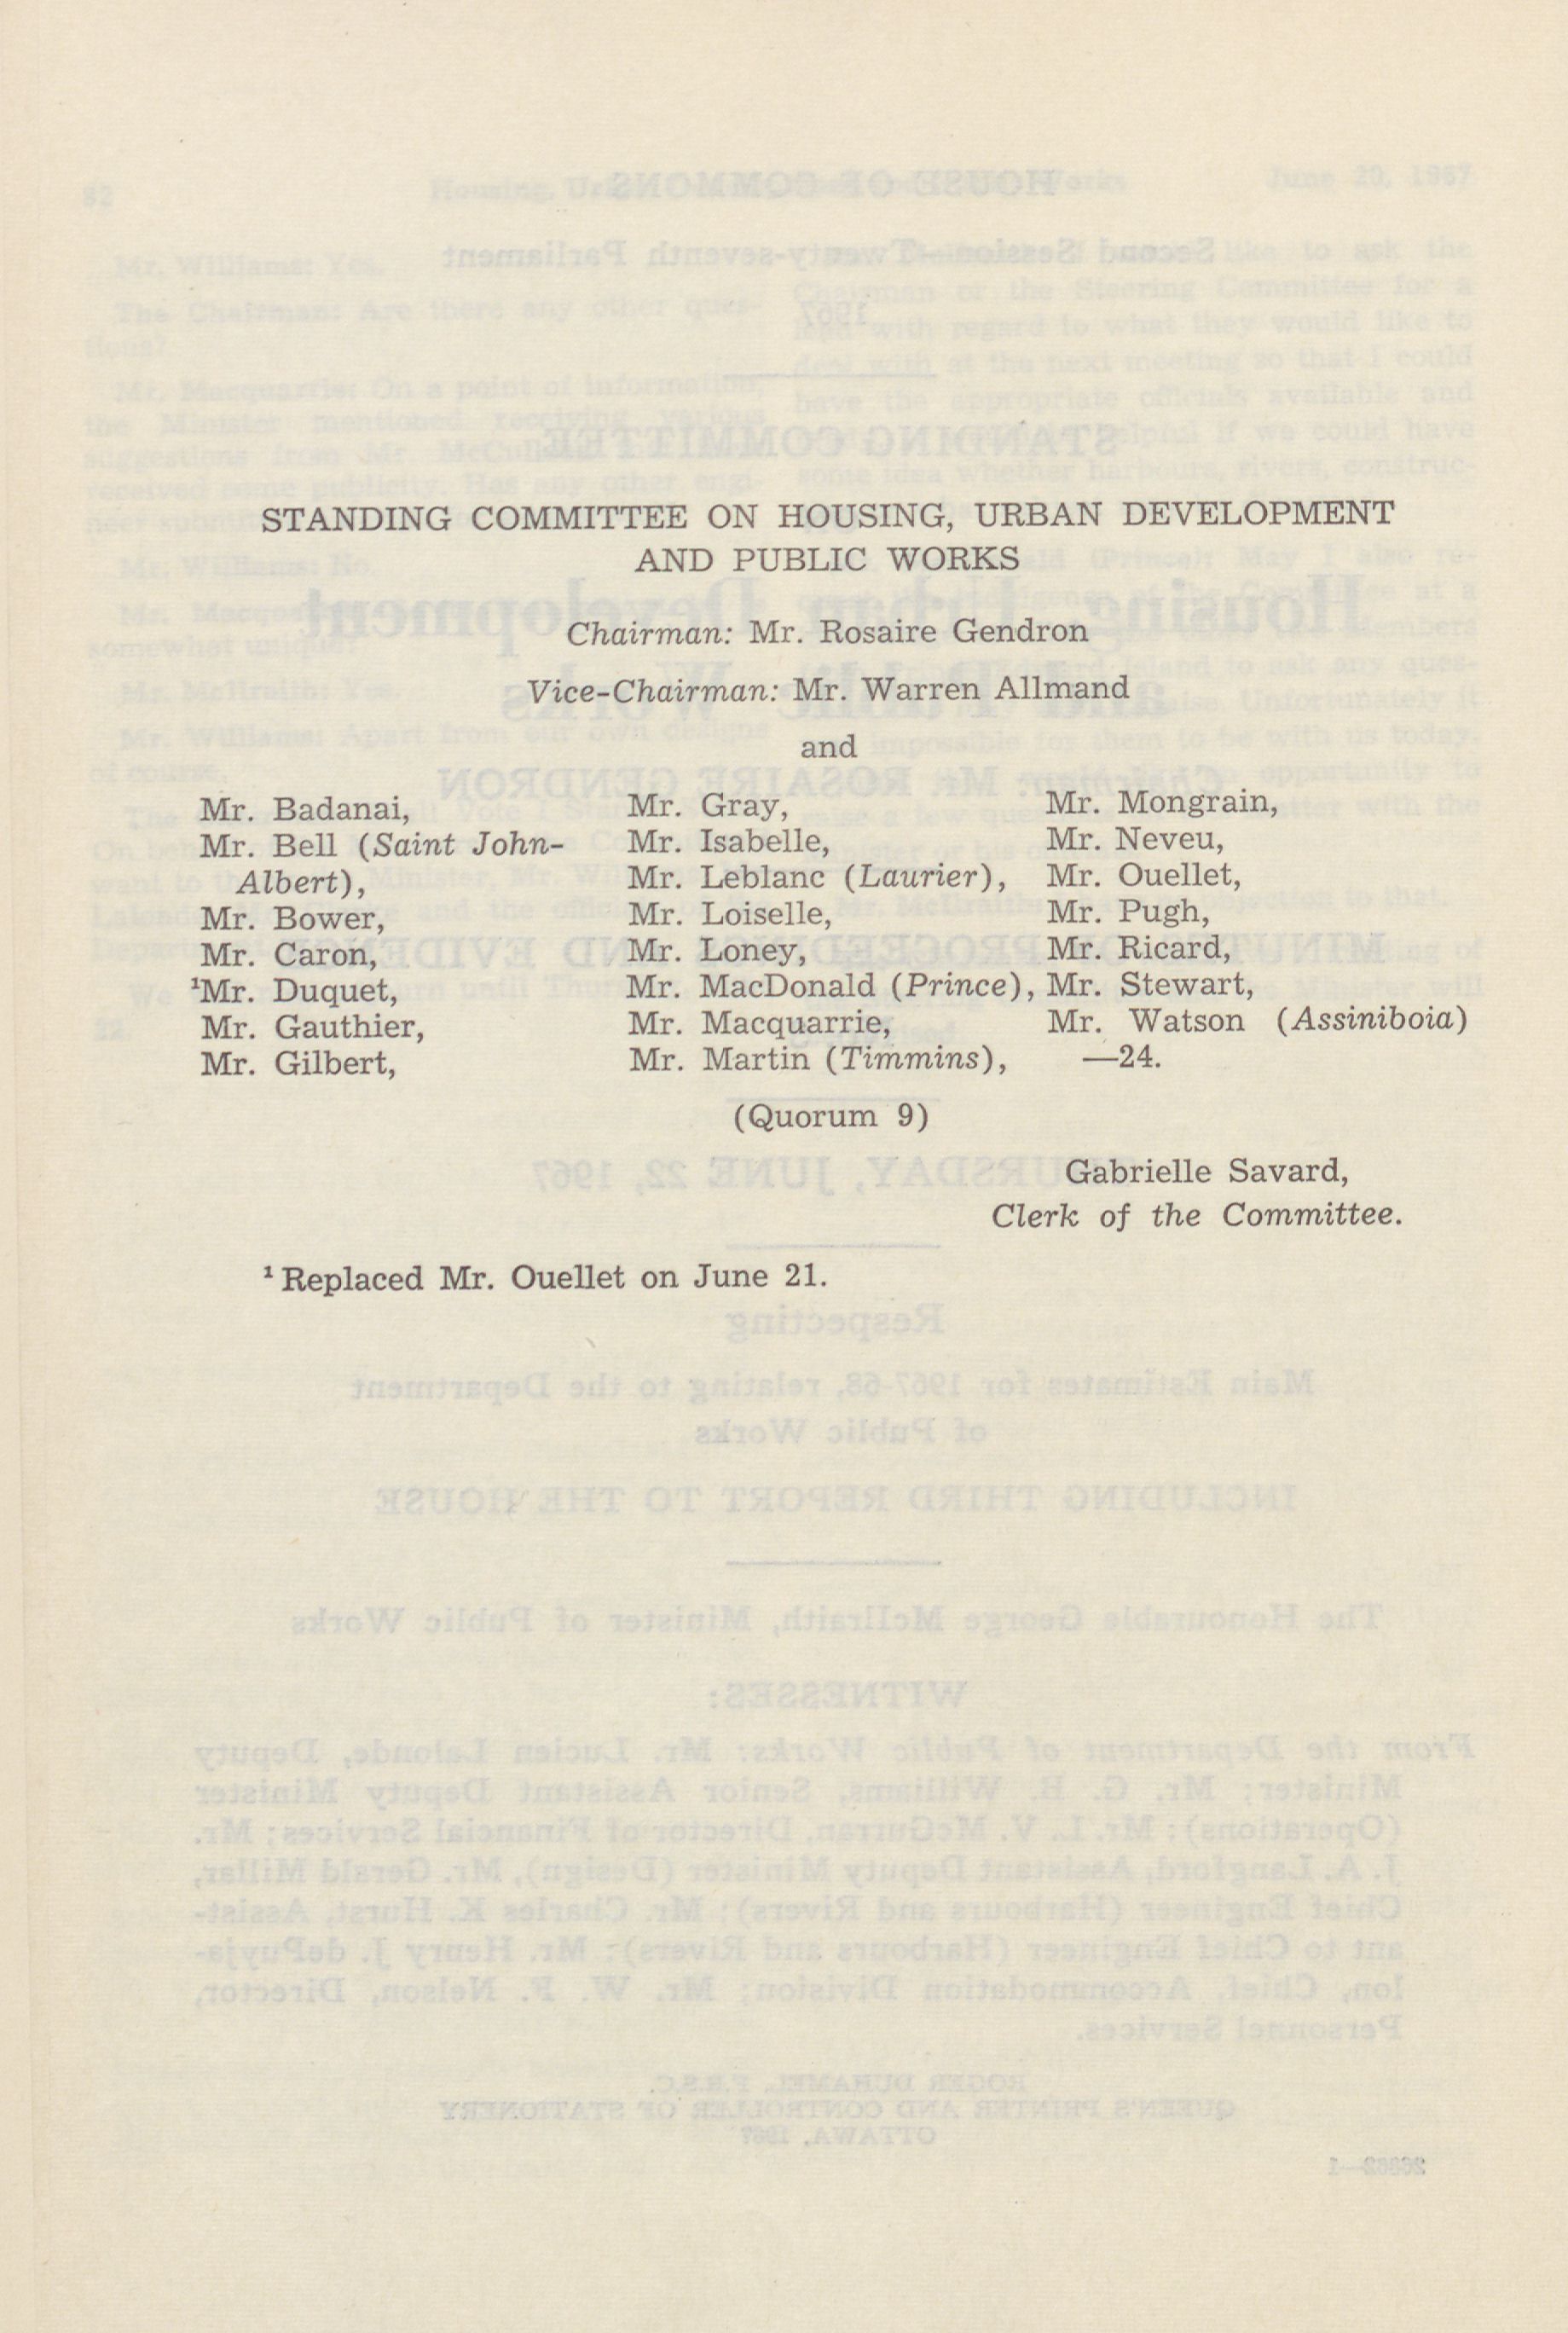 STANDING COMMITTEE ON HOUSING, URBAN DEVELOPMENT
AND PUBLIC WORKS
Chairman: Mr. Rosaire Gendron
Vice-Chairman: Mr. Warren Allmand
and
Mr. Badanai,
Mr. Bell (Saint John-
Albert),
Mr. Bower,
Mr. Caron,
¹Mr. Duquet,
Mr. Gauthier,
Mr. Gilbert,
Mr. Gray,
Mr. Isabelle,
Mr. Leblanc (Laurier),
Mr. Loiselle,
Mr. Loney,
Mr. MacDonald (Prince),
Mr. Macquarrie,
Mr. Martin (Timmins),
Mr. Mongrain,
Mr. Neveu,
Mr. Ouellet,
Mr. Pugh,
Mr. Ricard,
Mr. Stewart,
Mr. Watson (Assiniboia)
—24.
(Quorum 9)
Gabrielle Savard,
Clerk of the Committee.
¹ Replaced Mr. Ouellet on June 21.